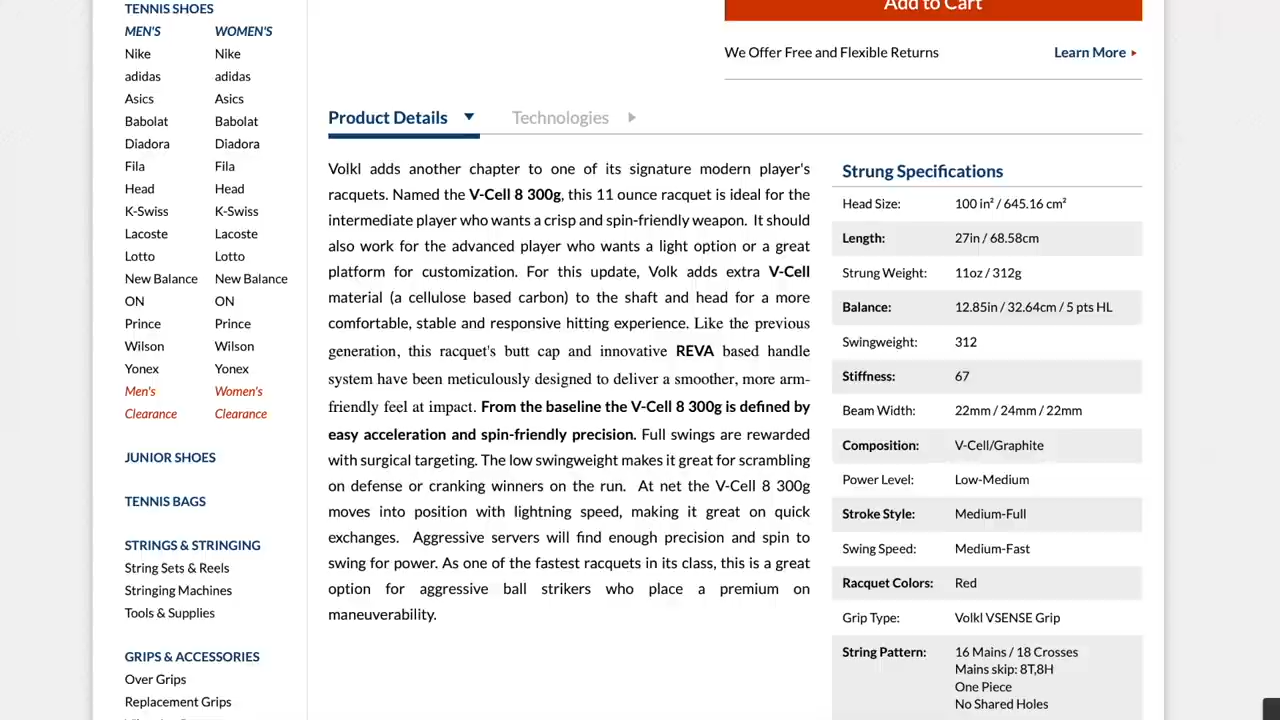 TENNIS SHOES
MEN'S WOMEN'S
Nike Nike
adidas adidas
Asics Asics
Babolat Babolat
Diadora Diadora
Fila Fila
Head Head
K-Swiss K-Swiss
Lacoste Lacoste
Lotto Lotto
New Balance New Balance
ON ON
Prince Prince
Wilson Wilson
Yonex Yonex
Men's Women's
Clearance Clearance
JUNIOR SHOES
TENNIS BAGS
STRINGS & STRINGING
String Sets & Reels
Stringing Machines
Tools & Supplies
GRIPS & ACCESSORIES
Over Grips
Replacement Grips
Add to Cart
We Offer Free and Flexible Returns Learn More
Product Details Technologies
Volkl adds another chapter to one of its signature modern player's
racquets. Named the V-Cell 8 300g, this 11 ounce racquet is ideal for the
intermediate player who wants a crisp and spin-friendly weapon. It should
also work for the advanced player who wants a light option or a great
platform for customization. For this update, Volk adds extra V-Cell
material (a cellulose based carbon) to the shaft and head for a more
comfortable, stable and responsive hitting experience. Like the previous
generation, this racquet's butt cap and innovative REVA based handle
system have been meticulously designed to deliver a smoother, more arm-
friendly feel at impact. From the baseline the V-Cell 8 300g is defined by
easy acceleration and spin-friendly precision. Full swings are rewarded
with surgical targeting. The low swingweight makes it great for scrambling
on defense or cranking winners on the run. At net the V-Cell 8 300g
moves into position with lightning speed, making it great on quick
exchanges. Aggressive servers will find enough precision and spin to
swing for power. As one of the fastest racquets in its class, this is a great
option for aggressive ball strikers who place a premium on
maneuverability.
Strung Specifications
Head Size: 100 in² / 645.16 cm²
Length: 27in / 68.58cm
Strung Weight: 11oz / 312g
Balance: 12.85in / 32.64cm / 5 pts HL
Swingweight: 312
Stiffness: 67
Beam Width: 22mm / 24mm / 22mm
Composition: V-Cell/Graphite
Power Level: Low-Medium
Stroke Style: Medium-Full
Swing Speed: Medium-Fast
Racquet Colors: Red
Grip Type: Volkl VSENSE Grip
String Pattern: 16 Mains / 18 Crosses
Mains skip: 8T,8H
One Piece
No Shared Holes